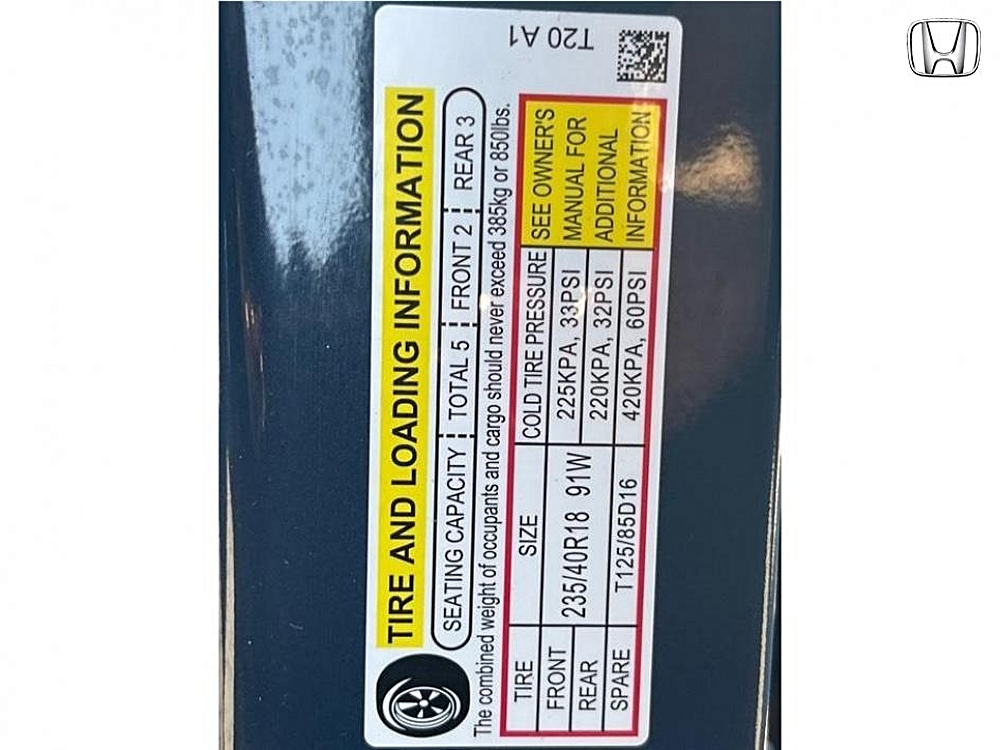 T20 A1
TIRE AND LOADING INFORMATION
SEATING CAPACITY TOTAL 5 FRONT 2 REAR 3
The combined weight of occupants and cargo should never exceed 385kg or 850lbs.
TIRE SIZE COLD TIRE PRESSURE
FRONT 235/40R18 91W 225KPA, 33PSI
REAR 220KPA, 32PSI
SPARE T125/85D16 420KPA, 60PSI
SEE OWNER'S
MANUAL FOR
ADDITIONAL
INFORMATION